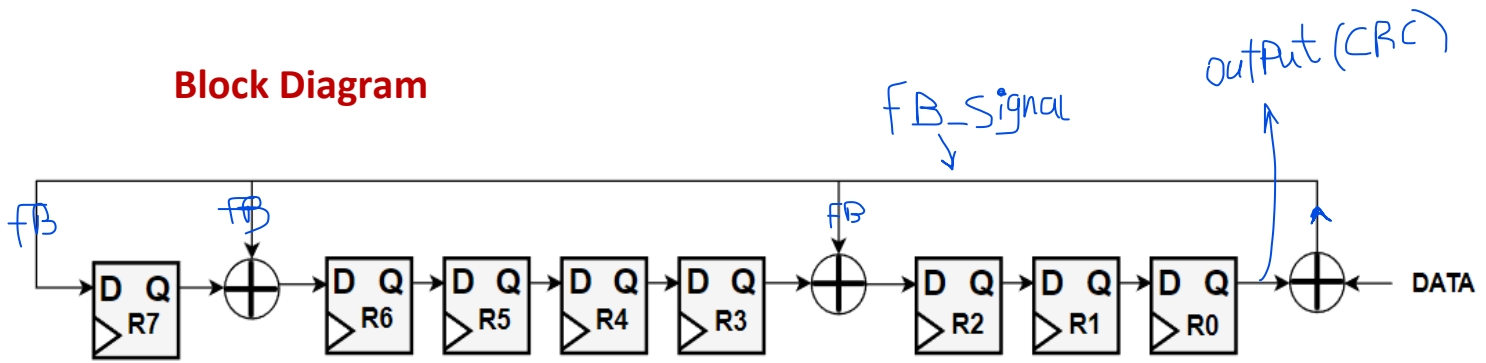 Block Diagram
output (CRC)
FB_Signal
FB
FB
FB
D Q
R7
D Q
R6
D Q
R5
D Q
R4
D Q
R3
D Q
R2
D Q
R1
D Q
R0
DATA